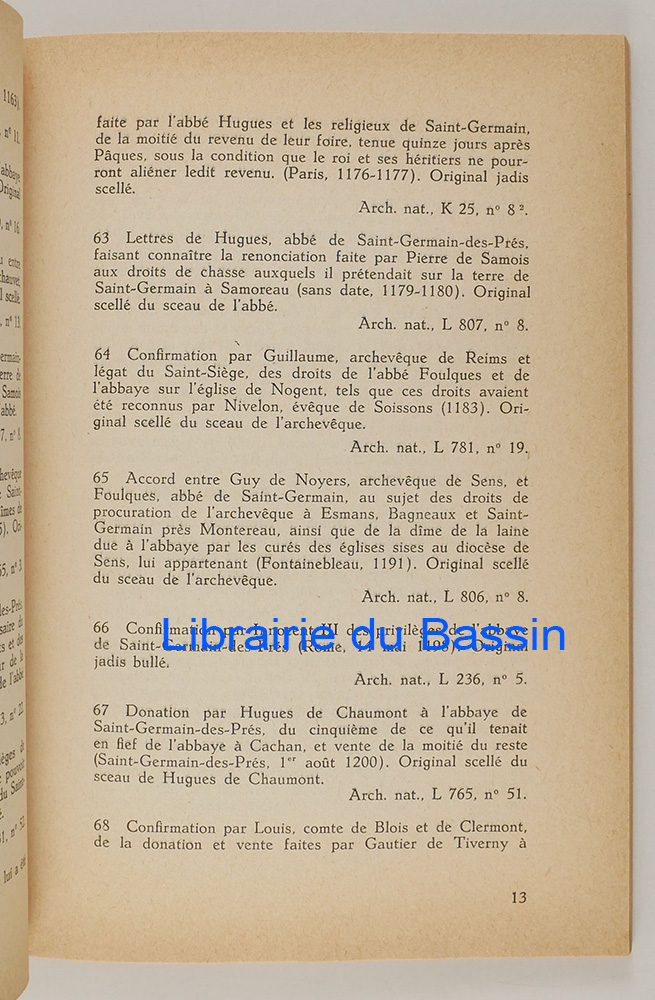 faite par l'abbé Hugues et les religieux de Saint-Germain,
de la moitié du revenu de leur foire, tenue quinze jours après
Pâques, sous la condition que le roi et ses héritiers ne pour-
ront aliéner ledit revenu. (Paris, 1176-1177). Original jadis
scellé.
Arch. nat., K 25, n° 8 ².
63 Lettres de Hugues, abbé de Saint-Germain-des-Prés,
faisant connaître la renonciation faite par Pierre de Samois
aux droits de chasse auxquels il prétendait sur la terre de
Saint-Germain à Samoreau (sans date, 1179-1180). Original
scellé du sceau de l'abbé.
Arch. nat., L 807, n° 8.
64 Confirmation par Guillaume, archevêque de Reims et
légat du Saint-Siège, des droits de l'abbé Foulques et de
l'abbaye sur l'église de Nogent, tels que ces droits avaient
été reconnus par Nivelon, évêque de Soissons (1183). Ori-
ginal scellé du sceau de l'archevêque.
Arch. nat., L 781, n° 19.
65 Accord entre Guy de Noyers, archevêque de Sens, et
Foulques, abbé de Saint-Germain, au sujet des droits de
procuration de l'archevêque à Esmans, Bagneaux et Saint-
Germain près Montereau, ainsi que de la dîme de la laine
due à l'abbaye par les curés des églises sises au diocèse de
Sens, lui appartenant (Fontainebleau, 1191). Original scellé
du sceau de l'archevêque.
Arch. nat., L 806, n° 8.
66 Confirmation par Innocent III des privilèges de l'abbaye
de Saint-Germain-des-Prés (Rome, mai Original
jadis bullé.
Librairie du Bassin
Arch. nat., L 236, n° 5.
67 Donation par Hugues de Chaumont à l'abbaye de
Saint-Germain-des-Prés, du cinquième de ce qu'il tenait
en fief de l'abbaye à Cachan, et vente de la moitié du reste
(Saint-Germain-des-Prés, 1er août 1200). Original scellé du
sceau de Hugues de Chaumont.
Arch. nat., L 765, n° 51.
68 Confirmation par Louis, comte de Blois et de Clermont,
de la donation et vente faites par Gautier de Tiverny à
13